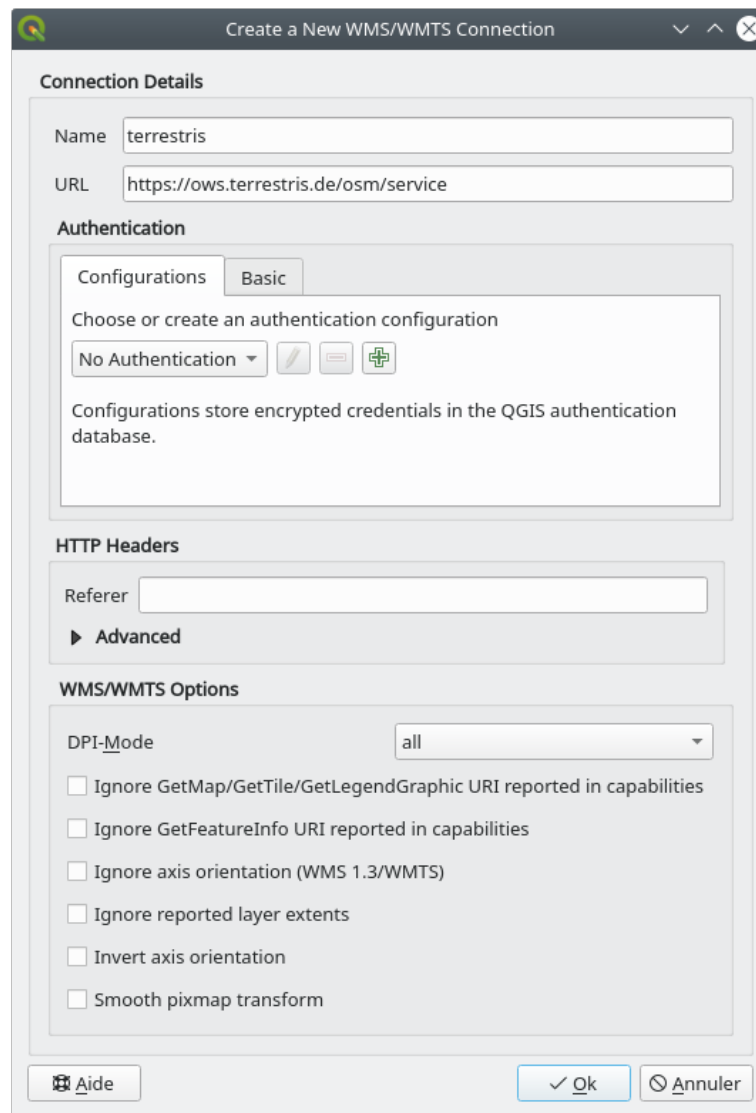 Create a New WMS/WMTS Connection
Connection Details
Name terrestris
URL https://ows.terrestris.de/osm/service
Authentication
Configurations Basic
Choose or create an authentication configuration
No Authentication
Configurations store encrypted credentials in the QGIS authentication
database.
HTTP Headers
Referer
Advanced
WMS/WMTS Options
DPI-Mode all
Ignore GetMap/GetTile/GetLegendGraphic URI reported in capabilities
Ignore GetFeatureInfo URI reported in capabilities
Ignore axis orientation (WMS 1.3/WMTS)
Ignore reported layer extents
Invert axis orientation
Smooth pixmap transform
Aide Ok Annuler